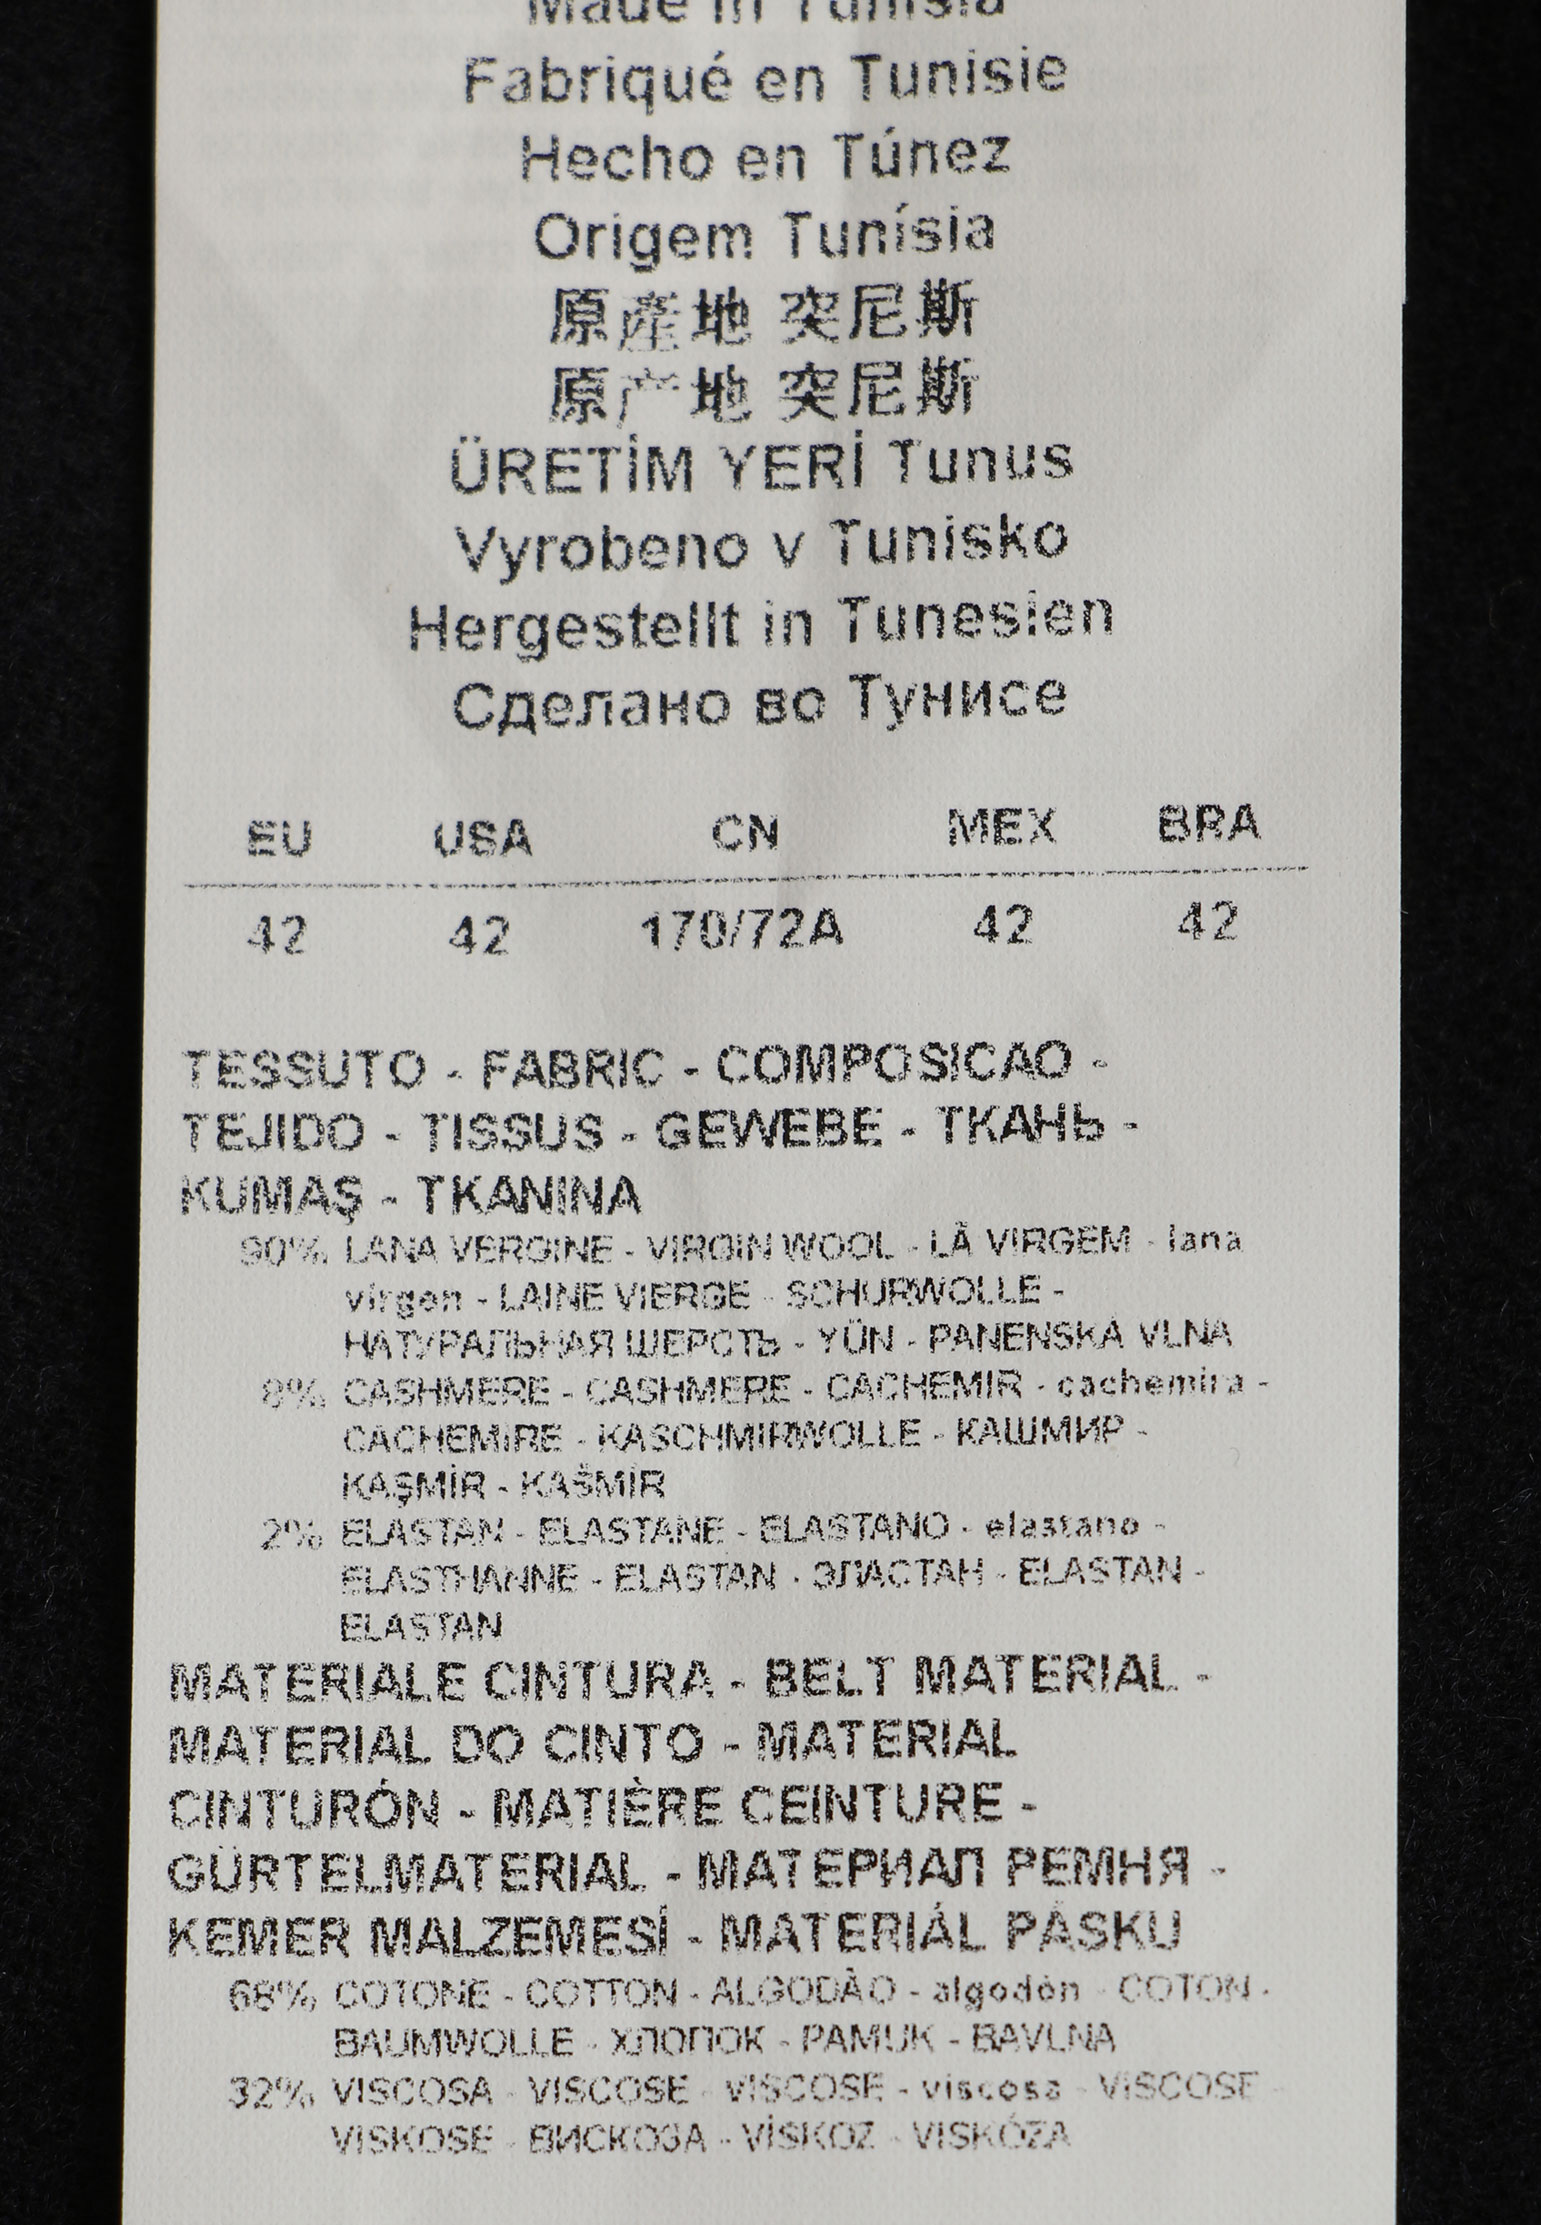 Made in Tunisia
Fabriqué en Tunisie
Hecho en Túnez
Origem Tunísia
原產地 突尼斯
原产地 突尼斯
ÜRETİM YERİ Tunus
Vyrobeno v Tunisko
Hergestellt in Tunesien
Сделано во Тунисе
EU USA CN MEX BRA
42 42 170/72A 42 42
TESSUTO - FABRIC - COMPOSICAO -
TEJIDO - TISSUS - GEWEBE - ТКАНЬ -
KUMAŞ - TKANINA
90% LANA VERGINE - VIRGIN WOOL - LÃ VIRGEM - lana
virgen - LAINE VIERGE - SCHURWOLLE -
НАТУРАЛЬНАЯ ШЕРСТЬ - YÜN - PANENSKA VLNA
8% CASHMERE - CASHMERE - CACHEMIR - cachemira -
CACHEMIRE - KASCHMIRWOLLE - КАШМИР -
KAŞMİR - KAŠMÍR
2% ELASTAN - ELASTANE - ELASTANO - elastano -
ELASTHANNE - ELASTAN - ЭЛАСТАН - ELASTAN -
ELASTAN
MATERIALE CINTURA - BELT MATERIAL -
MATERIAL DO CINTO - MATERIAL
CINTURÓN - MATIÈRE CEINTURE -
GÜRTELMATERIAL - МАТЕРИАЛ РЕМНЯ -
KEMER MALZEMESİ - MATERIÁL PÁSKU
68% COTONE - COTTON - ALGODÃO - algodón - COTON -
BAUMWOLLE - ХЛОПОК - PAMUK - BAVLNA
32% VISCOSA - VISCOSE - VISCOSE - viscosa - VISCOSE -
VISKOSE - ВИСКОЗА - VİSKOZ - VISKÓZA